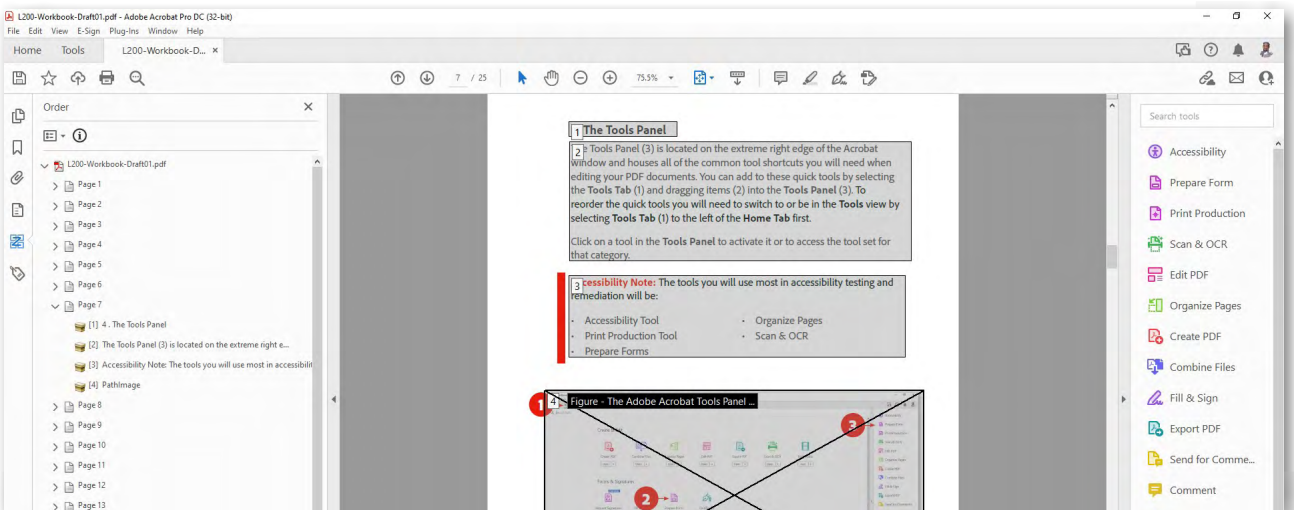 L200-Workbook-Draft01.pdf - Adobe Acrobat Pro DC (32-bit)
File Edit View E-Sign Plug-Ins Window Help
Home Tools L200-Workbook-D... ×
7 / 25 75.5%
Order
L200-Workbook-Draft01.pdf
Page 1
Page 2
Page 3
Page 4
Page 5
Page 6
Page 7
[1] 4 . The Tools Panel
[2] The Tools Panel (3) is located on the extreme right e...
[3] Accessibility Note: The tools you will use most in accessibilit
[4] PathImage
Page 8
Page 9
Page 10
Page 11
Page 12
Page 13
1 The Tools Panel
2 e Tools Panel (3) is located on the extreme right edge of the Acrobat
window and houses all of the common tool shortcuts you will need when
editing your PDF documents. You can add to these quick tools by selecting
the Tools Tab (1) and dragging items (2) into the Tools Panel (3). To
reorder the quick tools you will need to switch to or be in the Tools view by
selecting Tools Tab (1) to the left of the Home Tab first.
Click on a tool in the Tools Panel to activate it or to access the tool set for
that category.
3 cessibility Note: The tools you will use most in accessibility testing and
remediation will be:
• Accessibility Tool
• Print Production Tool
• Prepare Forms
• Organize Pages
• Scan & OCR
1 4 Figure - The Adobe Acrobat Tools Panel ...
3
2
Search tools
Accessibility
Prepare Form
Print Production
Scan & OCR
Edit PDF
Organize Pages
Create PDF
Combine Files
Fill & Sign
Export PDF
Send for Comme...
Comment